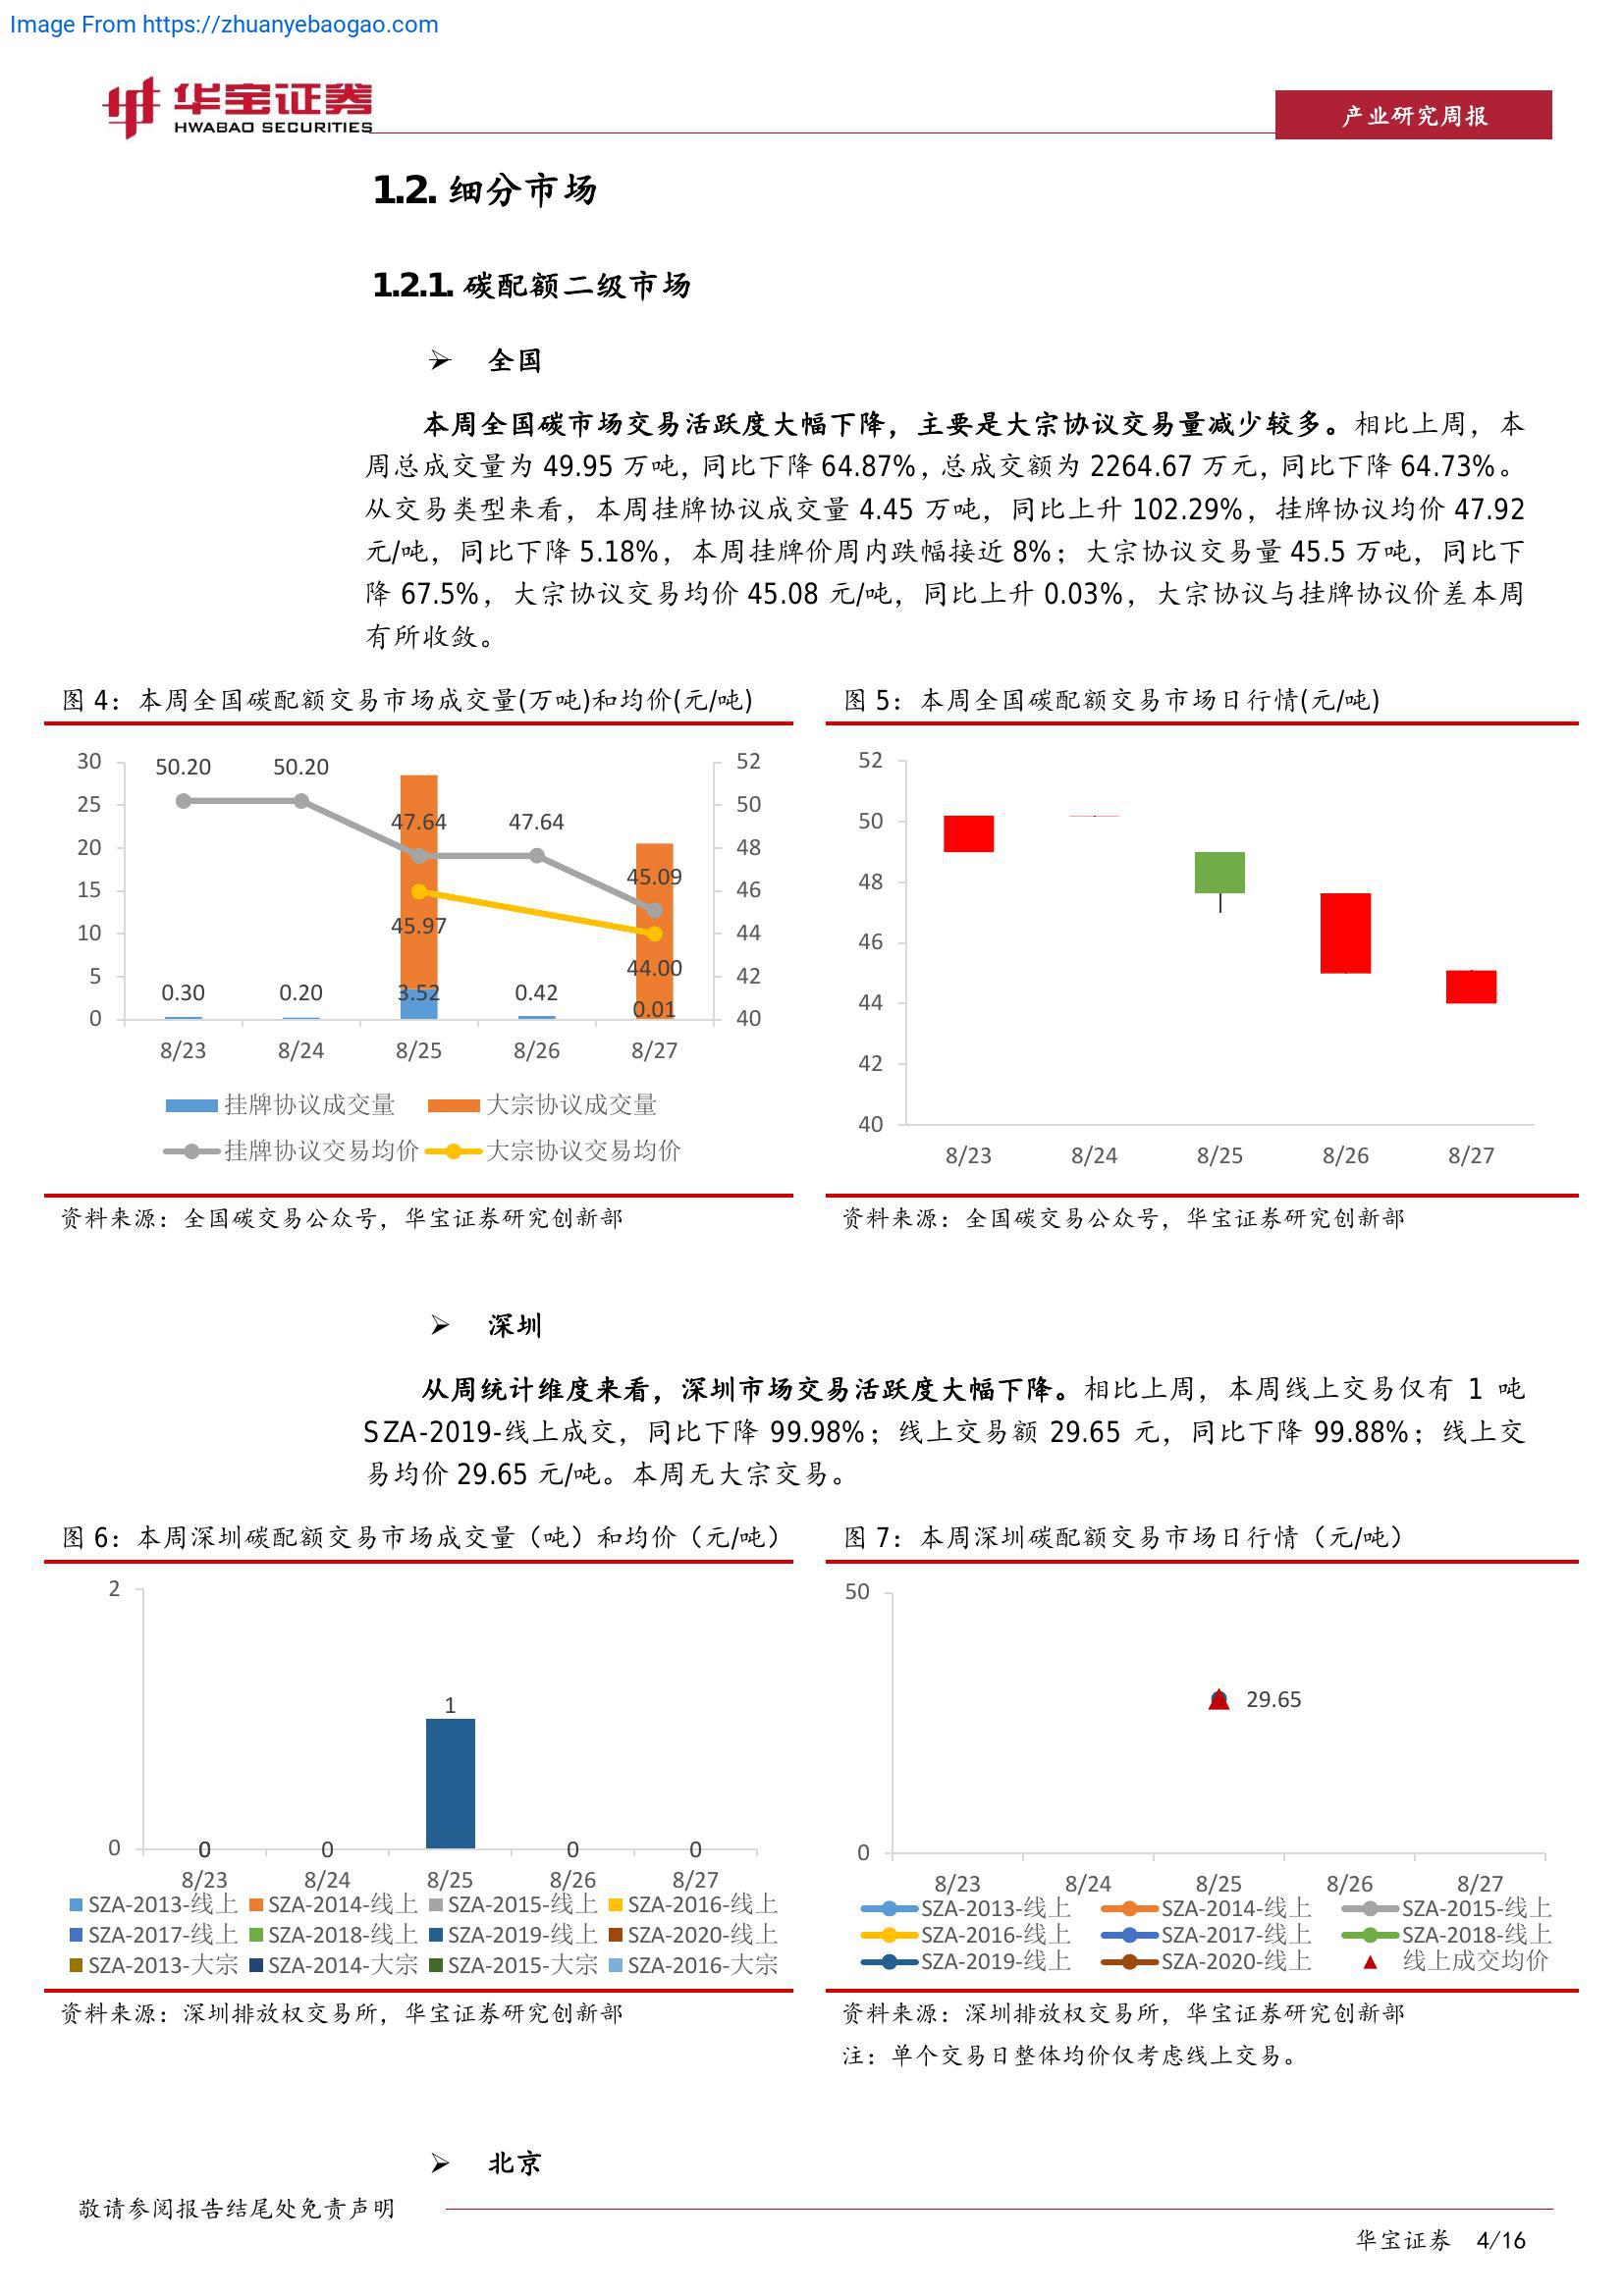 Image From https://zhuanyebaogao.com
华宝证券
HWABAO SECURITIES
产业研究周报
1.2. 细分市场
1.2.1. 碳配额二级市场
➢ 全国
本周全国碳市场交易活跃度大幅下降，主要是大宗协议交易量减少较多。相比上周，本
周总成交量为 49.95 万吨，同比下降 64.87%，总成交额为 2264.67 万元，同比下降 64.73%。
从交易类型来看，本周挂牌协议成交量 4.45 万吨，同比上升 102.29%，挂牌协议均价 47.92
元/吨，同比下降 5.18%，本周挂牌价周内跌幅接近 8%；大宗协议交易量 45.5 万吨，同比下
降 67.5%，大宗协议交易均价 45.08 元/吨，同比上升 0.03%，大宗协议与挂牌协议价差本周
有所收敛。
图 4：本周全国碳配额交易市场成交量(万吨)和均价(元/吨)
30
25
20
15
10
5
0
52
50
48
46
44
42
40
50.20 50.20 47.64 47.64 45.09
45.97 44.00
0.30 0.20 3.52 0.42 0.01
8/23 8/24 8/25 8/26 8/27
挂牌协议成交量 大宗协议成交量
挂牌协议交易均价 大宗协议交易均价
资料来源：全国碳交易公众号，华宝证券研究创新部
图 5：本周全国碳配额交易市场日行情(元/吨)
52
50
48
46
44
42
40
8/23 8/24 8/25 8/26 8/27
资料来源：全国碳交易公众号，华宝证券研究创新部
➢ 深圳
从周统计维度来看，深圳市场交易活跃度大幅下降。相比上周，本周线上交易仅有 1 吨
SZA-2019-线上成交，同比下降 99.98%；线上交易额 29.65 元，同比下降 99.88%；线上交
易均价 29.65 元/吨。本周无大宗交易。
图 6：本周深圳碳配额交易市场成交量（吨）和均价（元/吨）
2
0
0 0 1 0 0
8/23 8/24 8/25 8/26 8/27
SZA-2013-线上 SZA-2014-线上 SZA-2015-线上 SZA-2016-线上
SZA-2017-线上 SZA-2018-线上 SZA-2019-线上 SZA-2020-线上
SZA-2013-大宗 SZA-2014-大宗 SZA-2015-大宗 SZA-2016-大宗
资料来源：深圳排放权交易所，华宝证券研究创新部
图 7：本周深圳碳配额交易市场日行情（元/吨）
50
0
29.65
8/23 8/24 8/25 8/26 8/27
SZA-2013-线上 SZA-2014-线上 SZA-2015-线上
SZA-2016-线上 SZA-2017-线上 SZA-2018-线上
SZA-2019-线上 SZA-2020-线上 线上成交均价
资料来源：深圳排放权交易所，华宝证券研究创新部
注：单个交易日整体均价仅考虑线上交易。
➢ 北京
敬请参阅报告结尾处免责声明
华宝证券 4/16